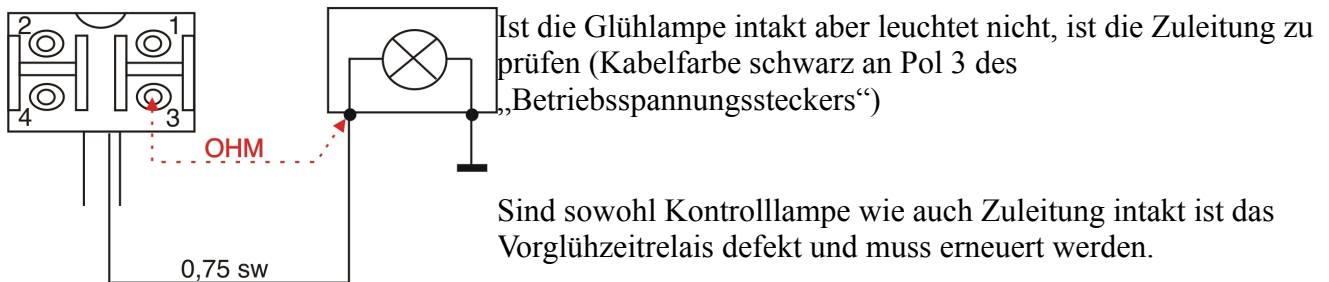 2
1
4
3
OHM
0,75 sw
Ist die Glühlampe intakt aber leuchtet nicht, ist die Zuleitung zu
prüfen (Kabelfarbe schwarz an Pol 3 des
„Betriebsspannungssteckers“)
Sind sowohl Kontrolllampe wie auch Zuleitung intakt ist das
Vorglühzeitrelais defekt und muss erneuert werden.